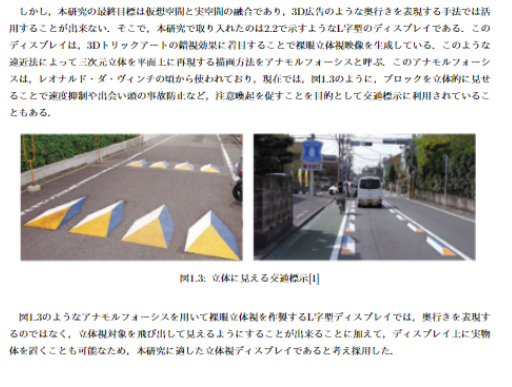 しかし，本研究の最終目標は仮想空間と実空間の融合であり，3D広告のような奥行きを表現する手法では活
用することが出来ない．そこで，本研究で取り入れたのは2.2で示すようなL字型のディスプレイである．この
ディスプレイは，3Dトリックアートの錯視効果に着目することで裸眼立体視映像を生成している．このような
遠近法によって三次元立体を平面上に再現する描画方法をアナモルフォーシスと呼ぶ．このアナモルフォーシ
スは，レオナルド・ダ・ヴィンチの頃から使われており，現在では，図1.3のように，ブロックを立体的に見せ
ることで速度抑制や出会い頭の事故防止など，注意喚起を促すことを目的として交通標示に利用されているこ
ともある．
図1.3: 立体に見える交通標示[1]
図1.3のようなアナモルフォーシスを用いて裸眼立体視を作製するL字型ディスプレイでは，奥行きを表現す
るのではなく，立体視対象を飛び出して見えるようにすることが出来ることに加えて，ディスプレイ上に実物
体を置くことも可能なため，本研究に適した立体視ディスプレイであると考え採用した．